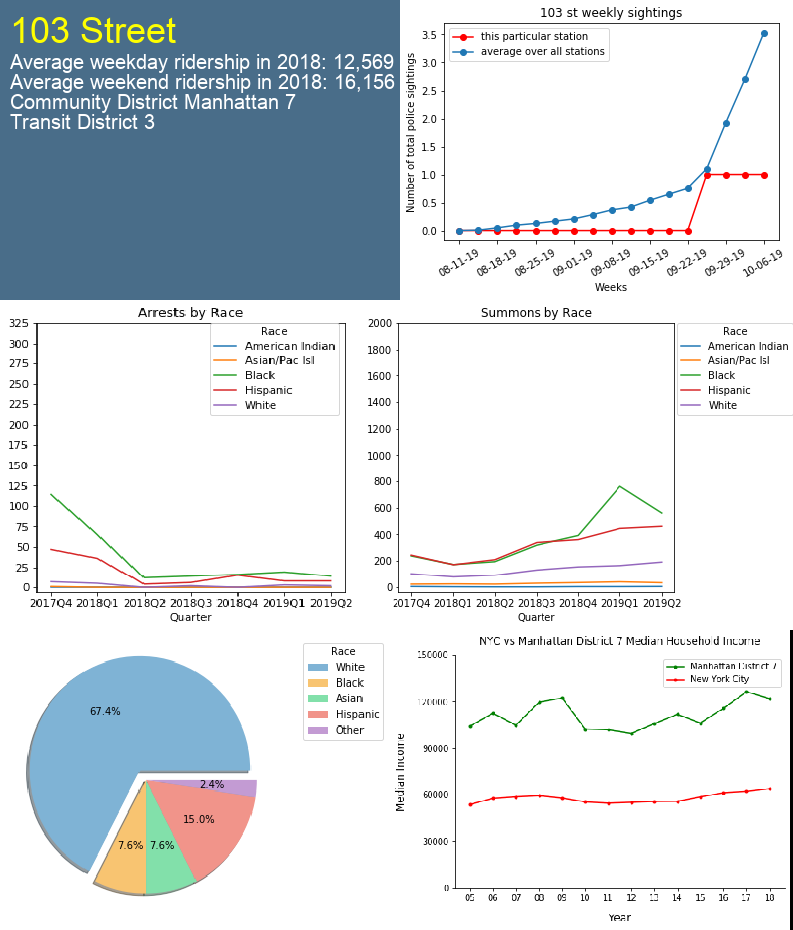 103 Street
Average weekday ridership in 2018: 12,569
Average weekend ridership in 2018: 16,156
Community District Manhattan 7
Transit District 3
103 st weekly sightings
this particular station
average over all stations
Number of total police sightings
3.5
3.0
2.5
2.0
1.5
1.0
0.5
0.0
08-11-19 08-18-19 08-25-19 09-01-19 09-08-19 09-15-19 09-22-19 09-29-19 10-06-19
Weeks
Arrests by Race
325
300
275
250
225
200
175
150
125
100
75
50
25
0
Race
American Indian
Asian/Pac Isl
Black
Hispanic
White
2017Q4 2018Q1 2018Q2 2018Q3 2018Q4 2019Q1 2019Q2
Quarter
Summons by Race
2000
1800
1600
1400
1200
1000
800
600
400
200
0
Race
American Indian
Asian/Pac Isl
Black
Hispanic
White
2017Q4 2018Q1 2018Q2 2018Q3 2018Q4 2019Q1 2019Q2
Quarter
Race
White
Black
Asian
Hispanic
Other
67.4%
2.4%
15.0%
7.6% 7.6%
NYC vs Manhattan District 7 Median Household Income
Manhattan District 7
New York City
Median Income
150000
120000
90000
60000
30000
0
05 06 07 08 09 10 11 12 13 14 15 16 17 18
Year